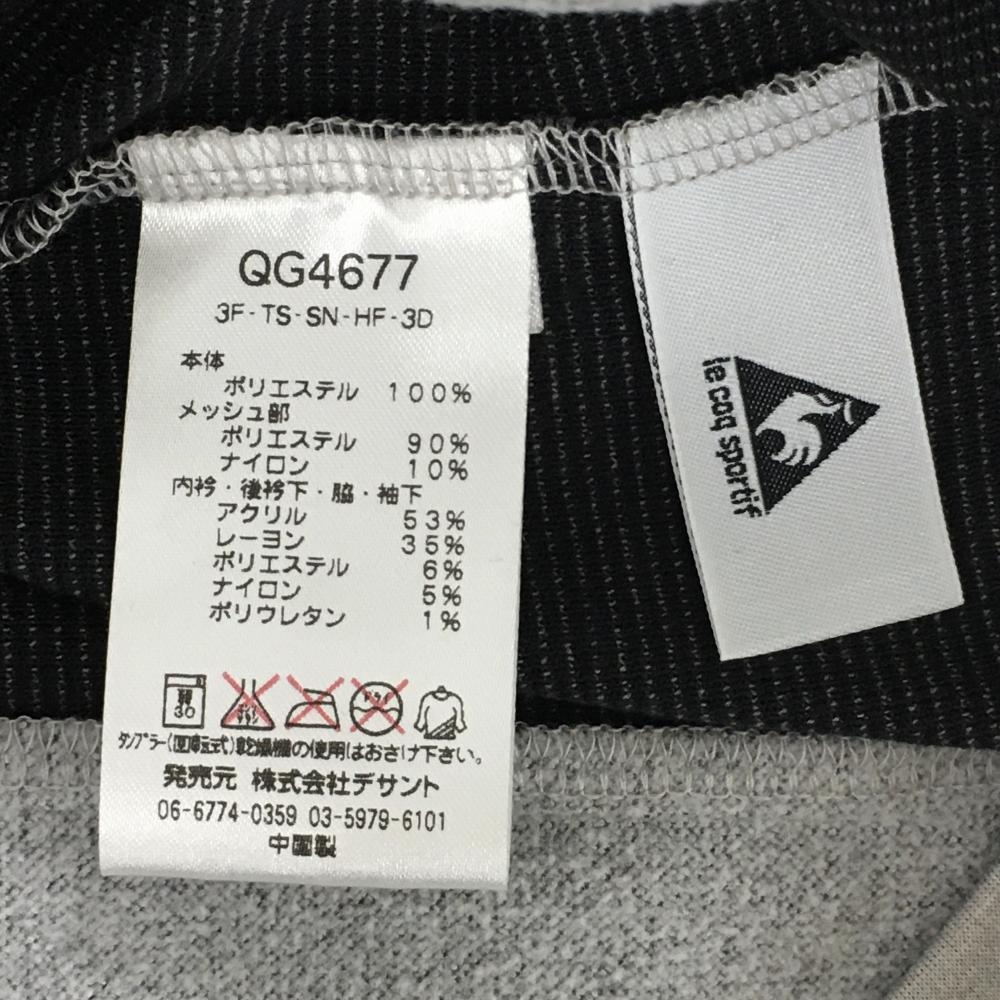 QG4677
3F-TS-SN-HF-3D
本体
ポリエステル 100%
メッシュ部
ポリエステル 90%
ナイロン 10%
内衿・後衿下・脇・袖下
アクリル 53%
レーヨン 35%
ポリエステル 6%
ナイロン 5%
ポリウレタン 1%
30
タンブラー(回転式)乾燥機の使用はおさけ下さい。
発売元 株式会社デサント
06-6774-0359 03-5979-6101
中国製
le coq sportif